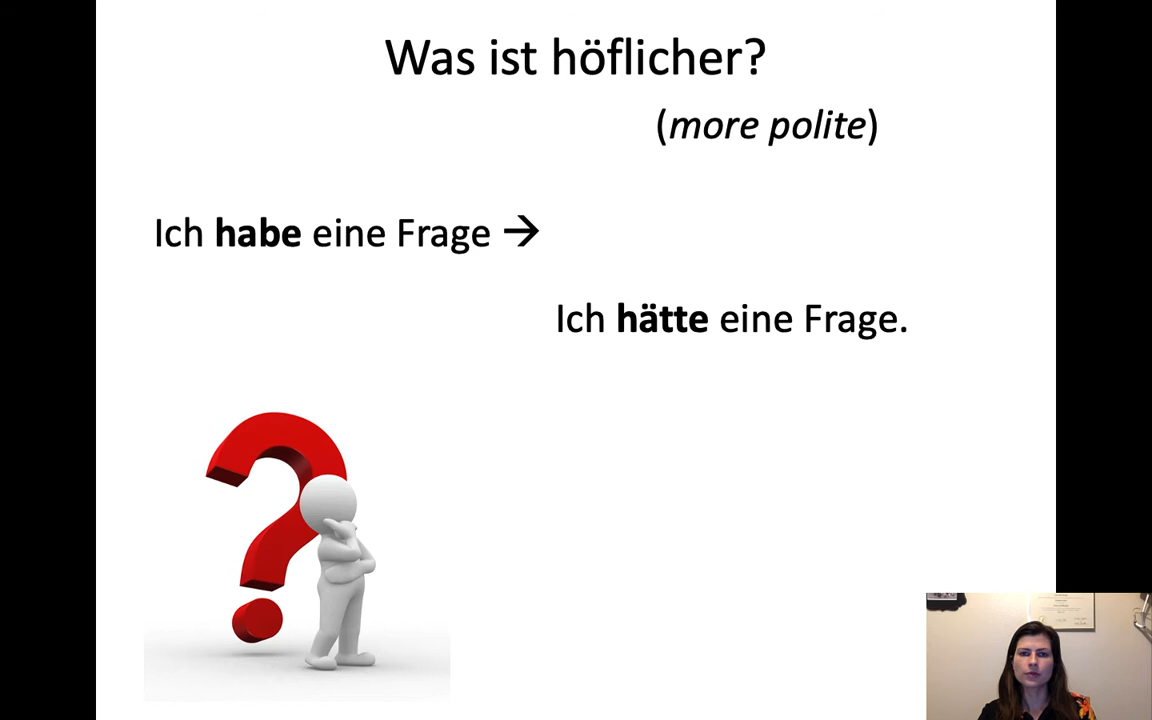 Was ist höflicher?
(more polite)
Ich habe eine Frage →
Ich hätte eine Frage.